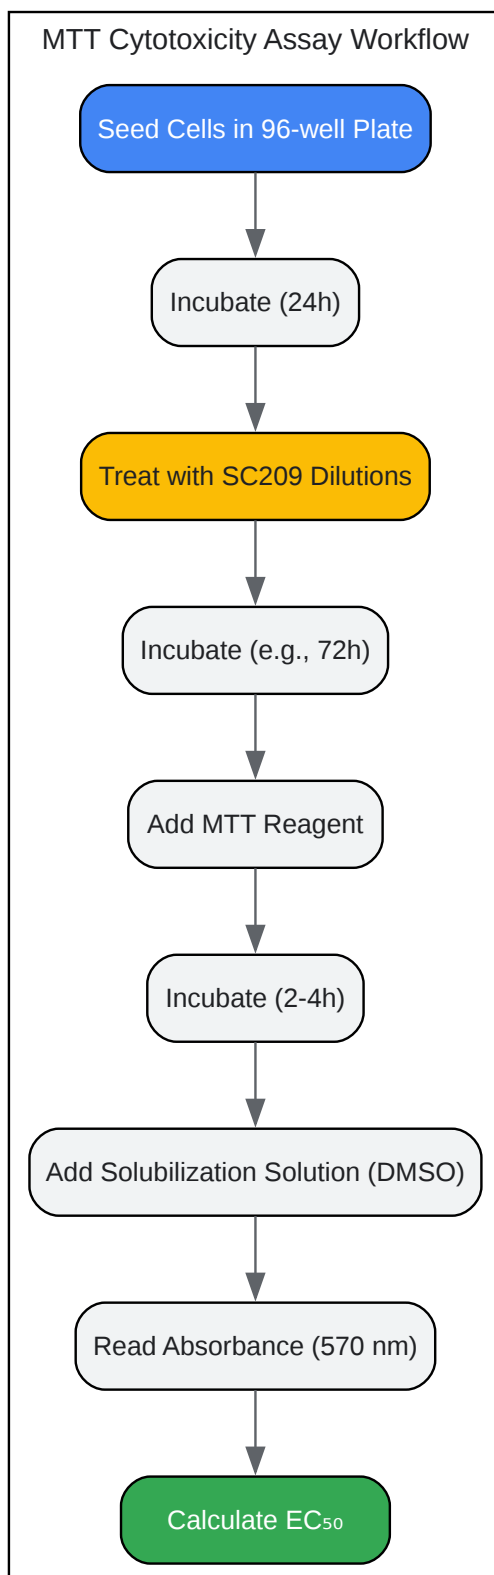 MTT Cytotoxicity Assay Workflow
Seed Cells in 96-well Plate
Incubate (24h)
Treat with SC209 Dilutions
Incubate (e.g., 72h)
Add MTT Reagent
Incubate (2-4h)
Add Solubilization Solution (DMSO)
Read Absorbance (570 nm)
Calculate EC₅₀